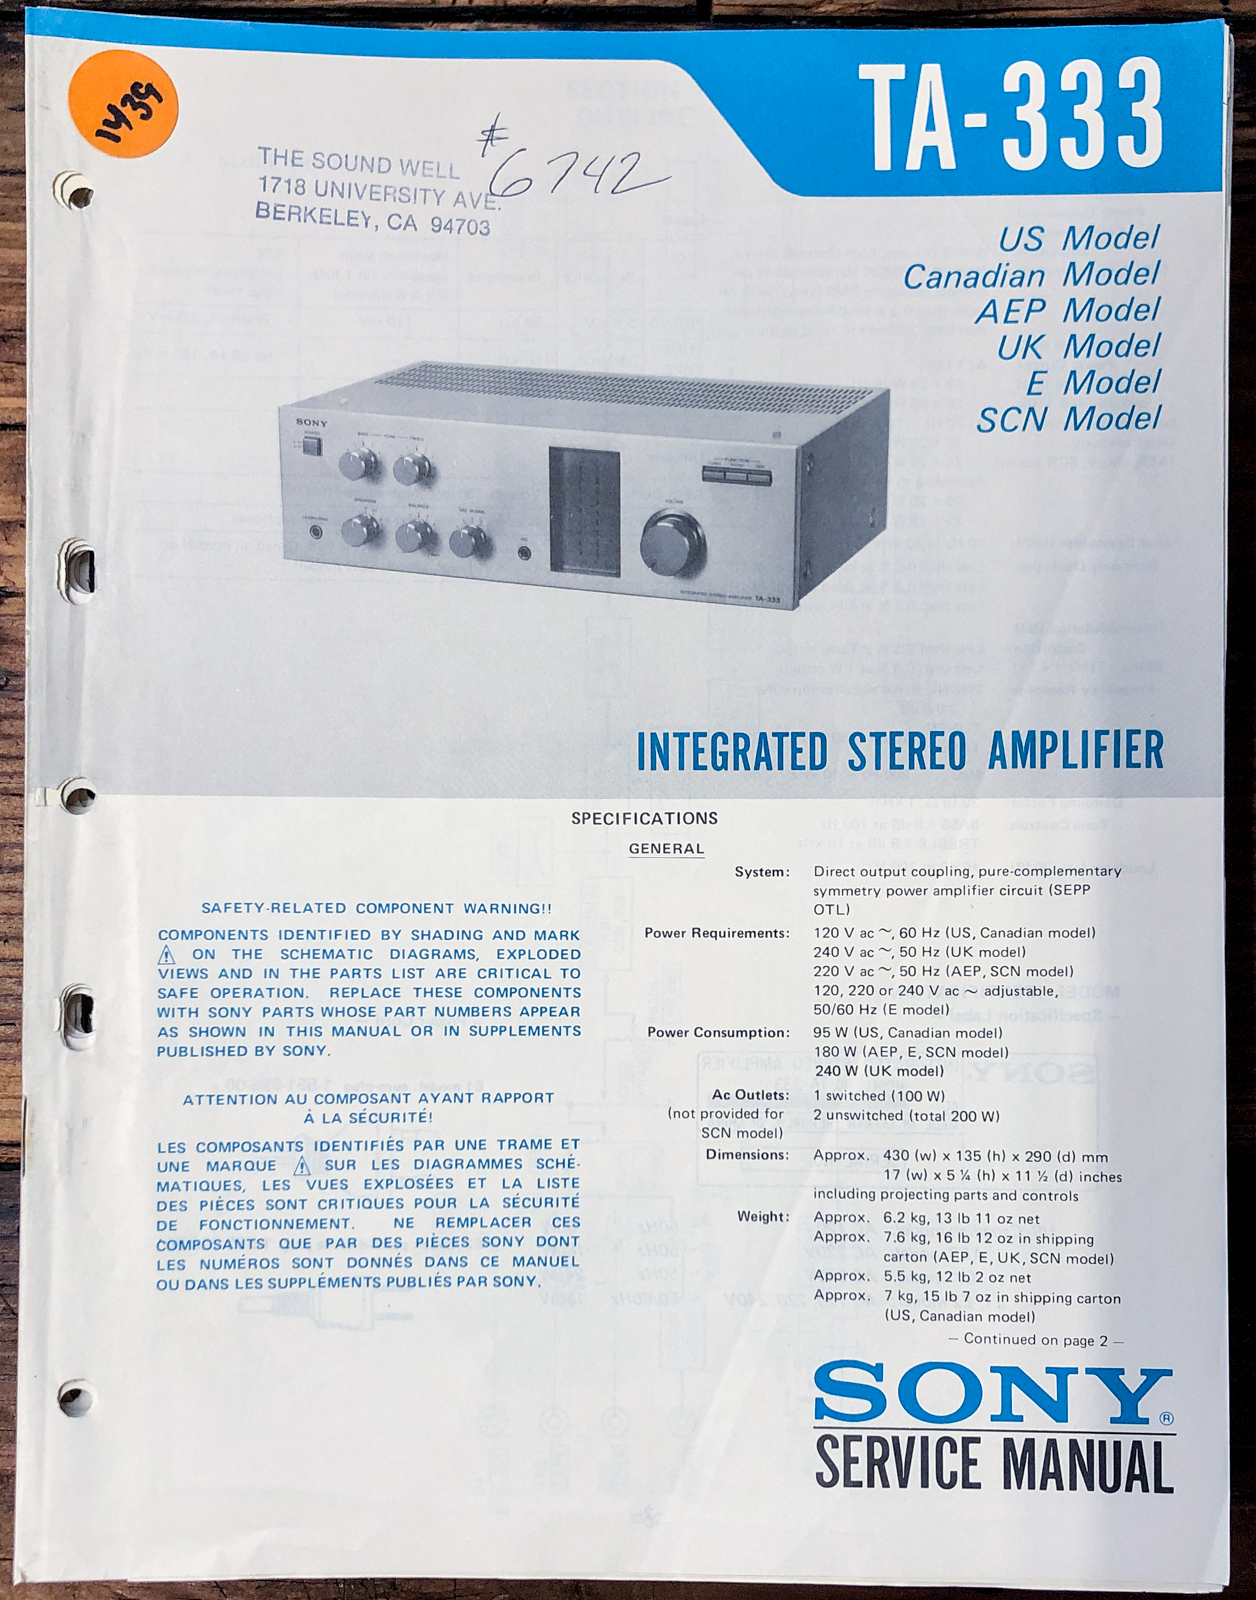 TA-333
1439
THE SOUND WELL
1718 UNIVERSITY AVE.
BERKELEY, CA 94703
# 6742
US Model
Canadian Model
AEP Model
UK Model
E Model
SCN Model
SONY
POWER
BASS TONE TREBLE
SPEAKERS
BALANCE
HEADPHONES
FUNCTION
VOLUME
MIC
INTEGRATED STEREO AMPLIFIER TA-333
INTEGRATED STEREO AMPLIFIER
SPECIFICATIONS
GENERAL
SAFETY-RELATED COMPONENT WARNING!!
COMPONENTS IDENTIFIED BY SHADING AND MARK
⚠ ON THE SCHEMATIC DIAGRAMS, EXPLODED
VIEWS AND IN THE PARTS LIST ARE CRITICAL TO
SAFE OPERATION. REPLACE THESE COMPONENTS
WITH SONY PARTS WHOSE PART NUMBERS APPEAR
AS SHOWN IN THIS MANUAL OR IN SUPPLEMENTS
PUBLISHED BY SONY.
ATTENTION AU COMPOSANT AYANT RAPPORT
À LA SÉCURITÉ!
LES COMPOSANTS IDENTIFIÉS PAR UNE TRAME ET
UNE MARQUE ⚠ SUR LES DIAGRAMMES SCHÉ-
MATIQUES, LES VUES EXPLOSÉES ET LA LISTE
DES PIÈCES SONT CRITIQUES POUR LA SÉCURITÉ
DE FONCTIONNEMENT. NE REMPLACER CES
COMPOSANTS QUE PAR DES PIÈCES SONY DONT
LES NUMÉROS SONT DONNÉS DANS CE MANUEL
OU DANS LES SUPPLÉMENTS PUBLIÉS PAR SONY.
System: Direct output coupling, pure-complementary
symmetry power amplifier circuit (SEPP
OTL)
Power Requirements: 120 V ac ~, 60 Hz (US, Canadian model)
240 V ac ~, 50 Hz (UK model)
220 V ac ~, 50 Hz (AEP, SCN model)
120, 220 or 240 V ac ~ adjustable,
50/60 Hz (E model)
Power Consumption: 95 W (US, Canadian model)
180 W (AEP, E, SCN model)
240 W (UK model)
Ac Outlets: 1 switched (100 W)
(not provided for 2 unswitched (total 200 W)
SCN model)
Dimensions: Approx. 430 (w) x 135 (h) x 290 (d) mm
17 (w) x 5 ¼ (h) x 11 ½ (d) inches
including projecting parts and controls
Weight: Approx. 6.2 kg, 13 lb 11 oz net
Approx. 7.6 kg, 16 lb 12 oz in shipping
carton (AEP, E, UK, SCN model)
Approx. 5.5 kg, 12 lb 2 oz net
Approx. 7 kg, 15 lb 7 oz in shipping carton
(US, Canadian model)
— Continued on page 2 —
SONY®
SERVICE MANUAL